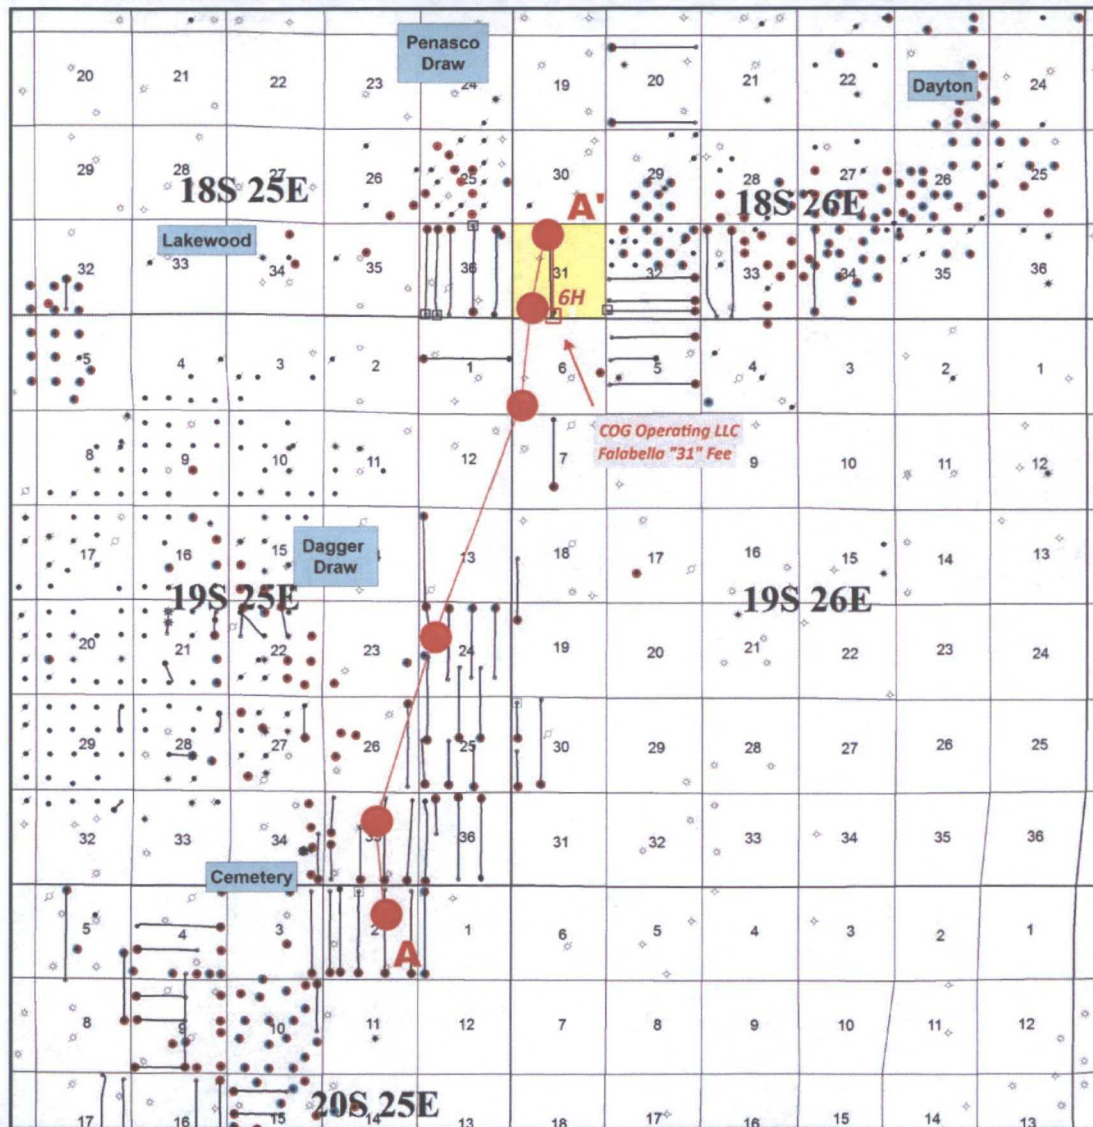 Penasco
Draw
20 21 22 23 24 19 20 21 22 24
Dayton
29 28 27 26 25 30 29 28 27 26 25
18S 25E
18S 26E
A'
Lakewood
32 33 34 35 36 31 32 33 34 35 36
6H
5 4 3 2 1 6 5 4 3 2 1
COG Operating LLC
Falabella "31" Fee
8 9 10 11 12 7 9 10 11 12
Dagger
Draw
17 16 15 13 18 17 16 15 14 13
19S 25E
19S 26E
20 21 22 23 24 19 20 21 22 23 24
29 28 27 26 25 30 29 28 27 26 25
32 33 34 36 31 32 33 34 35 36
Cemetery
5 4 3 2 1 6 5 4 3 2 1
A
8 9 10 11 12 7 8 9 10 11 12
20S 25E
17 16 15 14 13 18 17 16 15 14 13